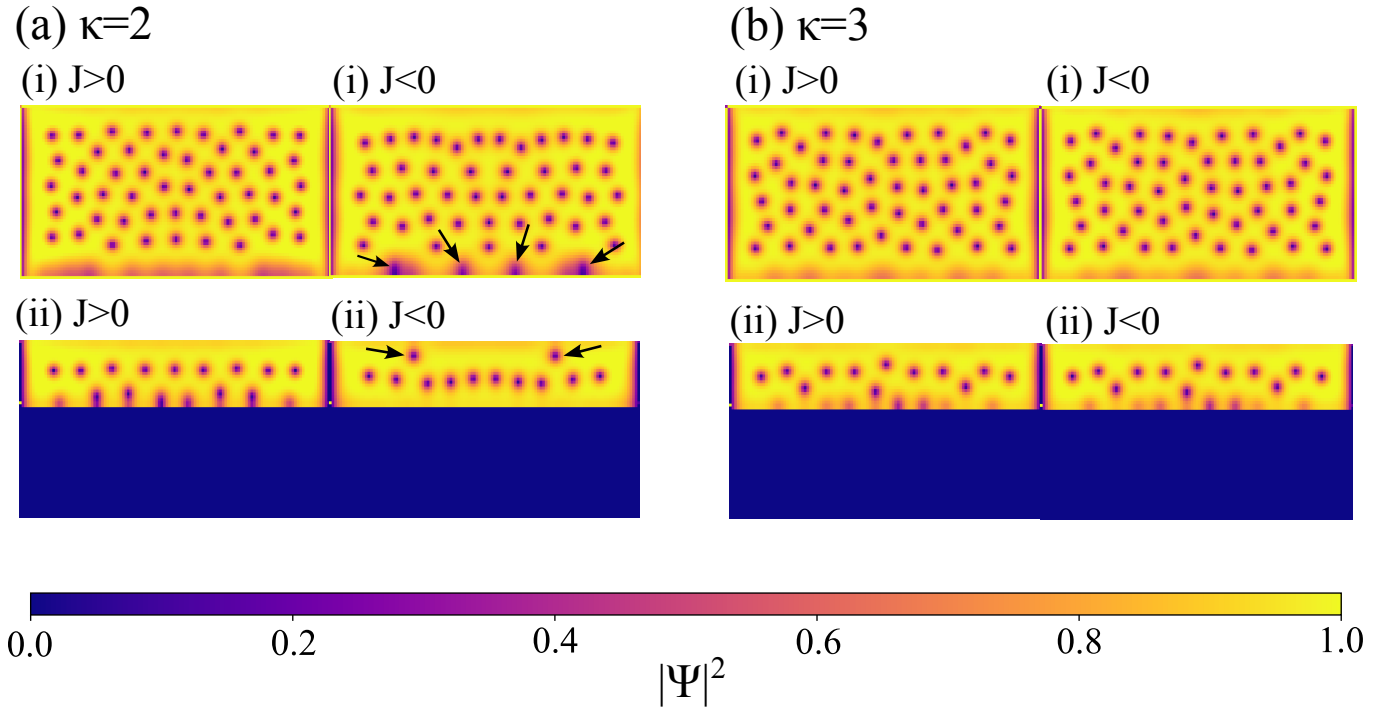 (a) κ=2
(b) κ=3
(i) J>0
(i) J<0
(i) J>0
(i) J<0
(ii) J>0
(ii) J<0
(ii) J>0
(ii) J<0
0.0 0.2 0.4 0.6 0.8 1.0
|Ψ|²